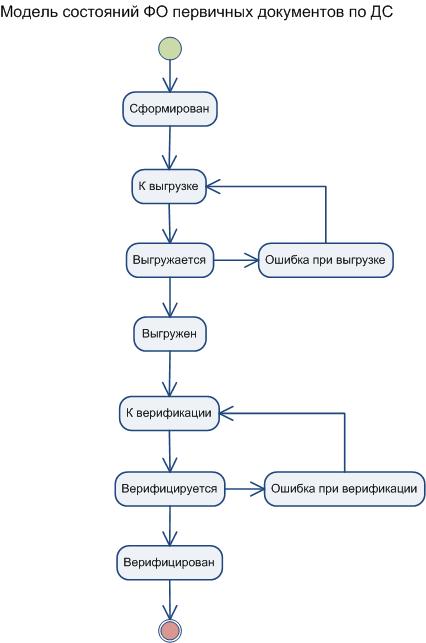 Модель состояний ФО первичных документов по ДС
Сформирован
К выгрузке
Выгружается
Ошибка при выгрузке
Выгружен
К верификации
Верифицируется
Ошибка при верификации
Верифицирован